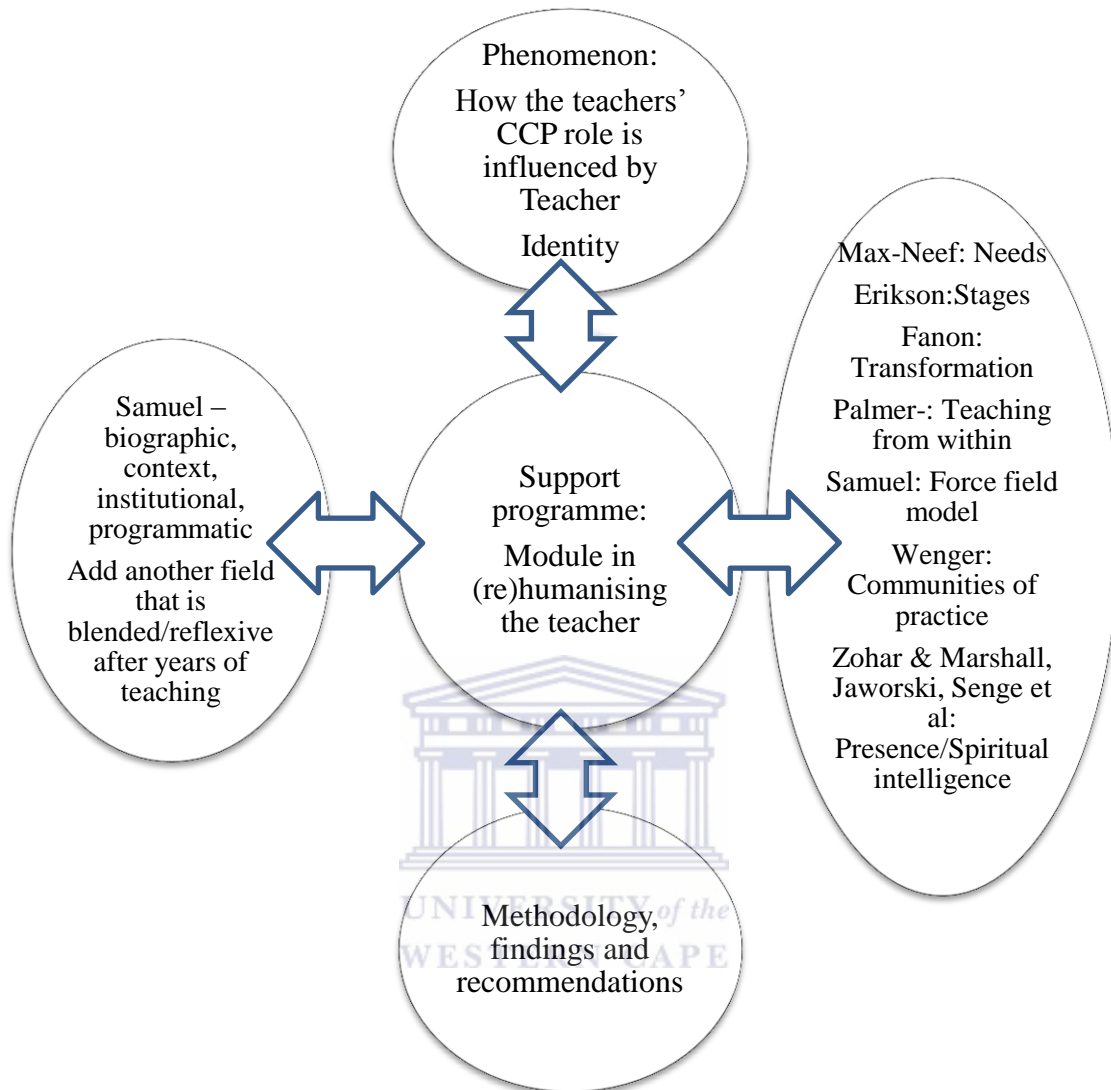 Phenomenon:
How the teachers’
CCP role is
influenced by
Teacher
Identity
Samuel –
biographic,
context,
institutional,
programmatic
Add another field
that is
blended/reflexive
after years of
teaching
Support
programme:
Module in
(re)humanising
the teacher
Max-Neef: Needs
Erikson:Stages
Fanon:
Transformation
Palmer-: Teaching
from within
Samuel: Force field
model
Wenger:
Communities of
practice
Zohar & Marshall,
Jaworski, Senge et
al:
Presence/Spiritual
intelligence
Methodology,
findings and
recommendations
UNIVERSITY of the
WESTERN CAPE